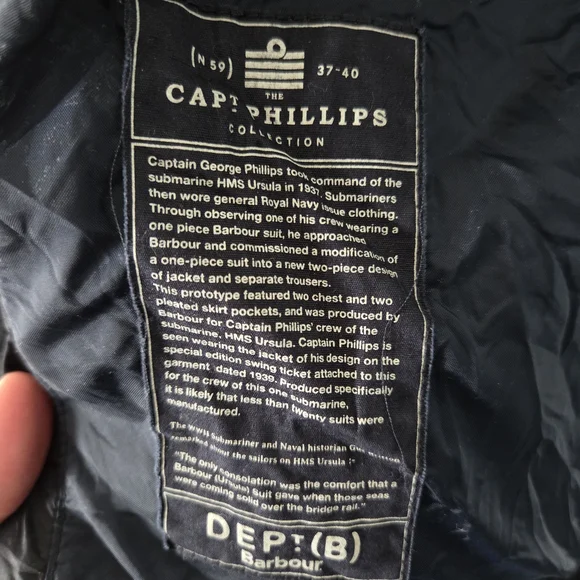 (N 59) 37-40
THE
CAPT. PHILLIPS
COLLECTION
Captain George Phillips took command of the
submarine HMS Ursula in 1937. Submariners
then wore general Royal Navy issue clothing.
Through observing one of his crew wearing a
one piece Barbour suit, he approached
Barbour and commissioned a modification of
a one-piece suit into a new two-piece design
of jacket and separate trousers.
This prototype featured two chest and two
pleated skirt pockets, and was produced by
Barbour for Captain Phillips' crew of the
submarine, HMS Ursula. Captain Phillips is
seen wearing the jacket of his design on the
special edition swing ticket attached to this
garment dated 1939. Produced specifically
for the crew of this one submarine,
it is likely that less than twenty suits were
manufactured.
The WWII Submariner and Naval historian
remarked about the sailors on HMS Ursula :-
"The only consolation was the comfort that a
Barbour (Ursula) Suit gave when those seas
were coming solid over the bridge rail."
DEPT. (B)
Barbour